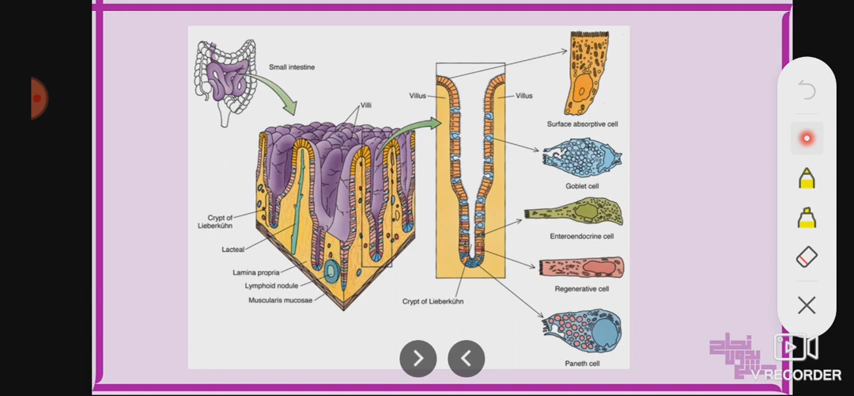 Small intestine
Villi
Villus
Villus
Surface absorptive cell
Goblet cell
Crypt of
Lieberkühn
Enteroendocrine cell
Lacteal
Lamina propria
Lymphoid nodule
Muscularis mucosae
Regenerative cell
Crypt of Lieberkühn
Paneth cell
V RECORDER